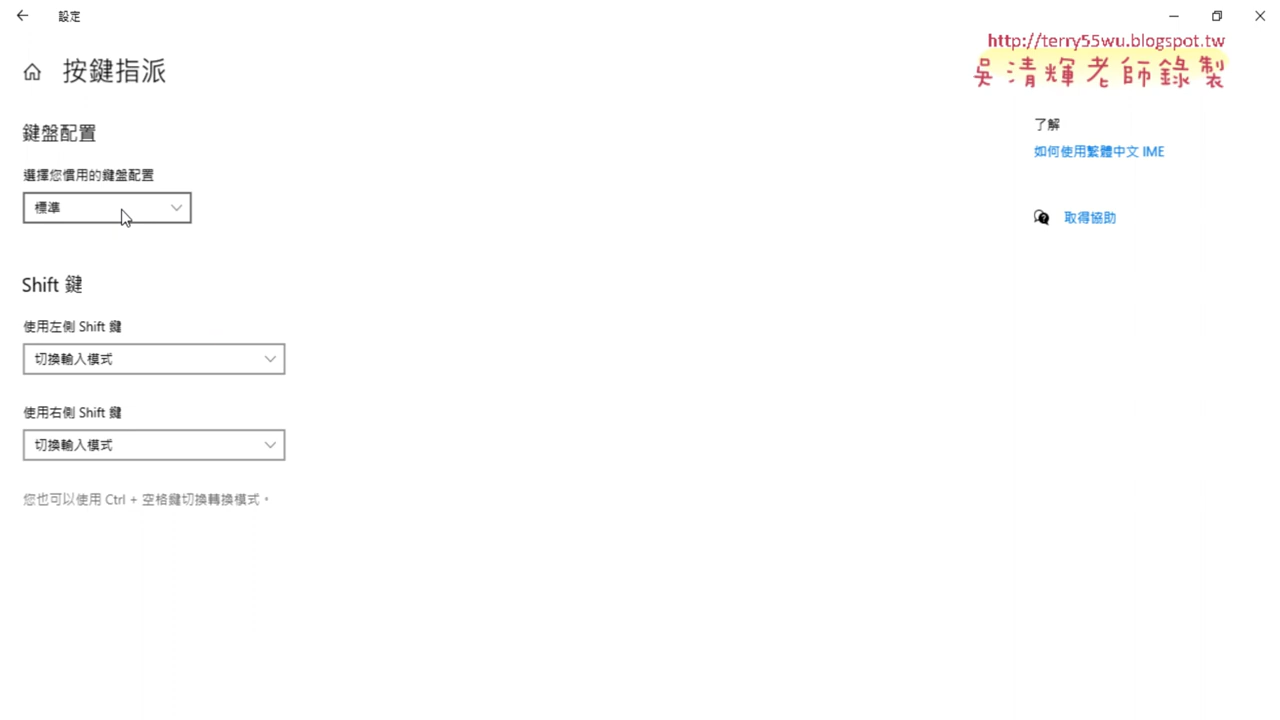 設定
http://terry55wu.blogspot.tw
吳清輝老師錄製
按鍵指派
鍵盤配置
選擇您慣用的鍵盤配置
標準
Shift 鍵
使用左側 Shift 鍵
切換輸入模式
使用右側 Shift 鍵
切換輸入模式
您也可以使用 Ctrl + 空格鍵切換轉換模式。
了解
如何使用繁體中文 IME
取得協助